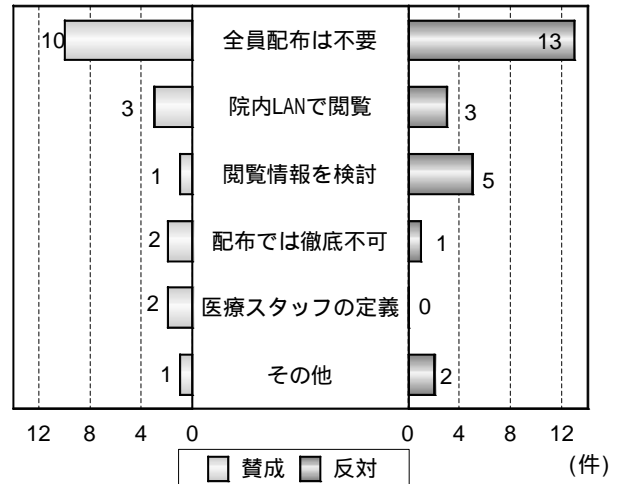 10 全員配布は不要 13
3 院内LANで閲覧 3
1 閲覧情報を検討 5
2 配布では徹底不可 1
2 医療スタッフの定義 0
1 その他 2
12 8 4 0 0 4 8 12
(件)
賛成 反対